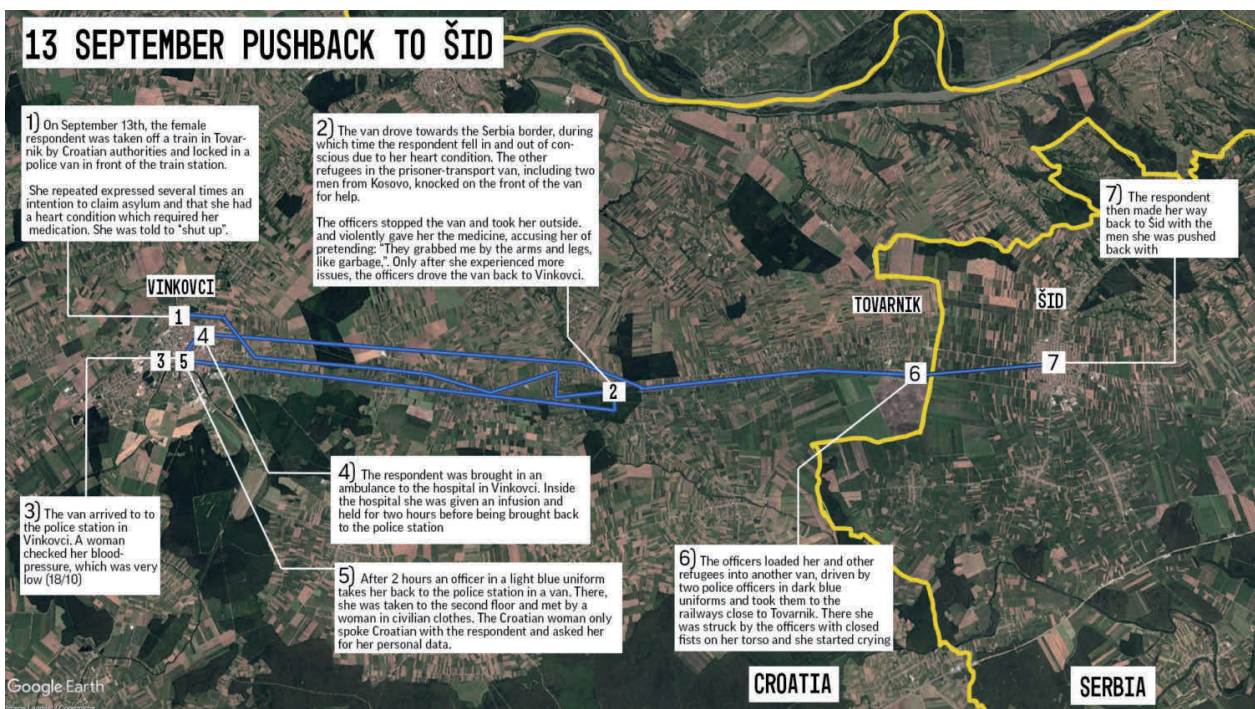 13 SEPTEMBER PUSHBACK TO ŠID
1) On September 13th, the female
respondent was taken off a train in Tovar-
nik by Croatian authorities and locked in a
police van in front of the train station.
She repeated expressed several times an
intention to claim asylum and that she had
a heart condition which required her
medication. She was told to “shut up”.
2) The van drove towards the Serbia border, during
which time the respondent fell in and out of con-
scious due to her heart condition. The other
refugees in the prisoner-transport van, including two
men from Kosovo, knocked on the front of the van
for help.
The officers stopped the van and took her outside.
and violently gave her the medicine, accusing her of
pretending: “They grabbed me by the arms and legs,
like garbage,”. Only after she experienced more
issues, the officers drove the van back to Vinkovci.
7) The respondent
then made her way
back to Šid with the
men she was pushed
back with
VINKOVCI
TOVARNIK
ŠID
1
4
3
5
2
6
7
3) The van arrived to to
the police station in
Vinkovci. A woman
checked her blood-
pressure, which was very
low (18/10)
4) The respondent was brought in an
ambulance to the hospital in Vinkovci. Inside
the hospital she was given an infusion and
held for two hours before being brought back
to the police station
5) After 2 hours an officer in a light blue uniform
takes her back to the police station in a van. There,
she was taken to the second floor and met by a
woman in civilian clothes. The Croatian woman only
spoke Croatian with the respondent and asked her
for her personal data.
6) The officers loaded her and other
refugees into another van, driven by
two police officers in dark blue
uniforms and took them to the
railways close to Tovarnik. There she
was struck by the officers with closed
fists on her torso and she started crying
CROATIA
SERBIA
Google Earth